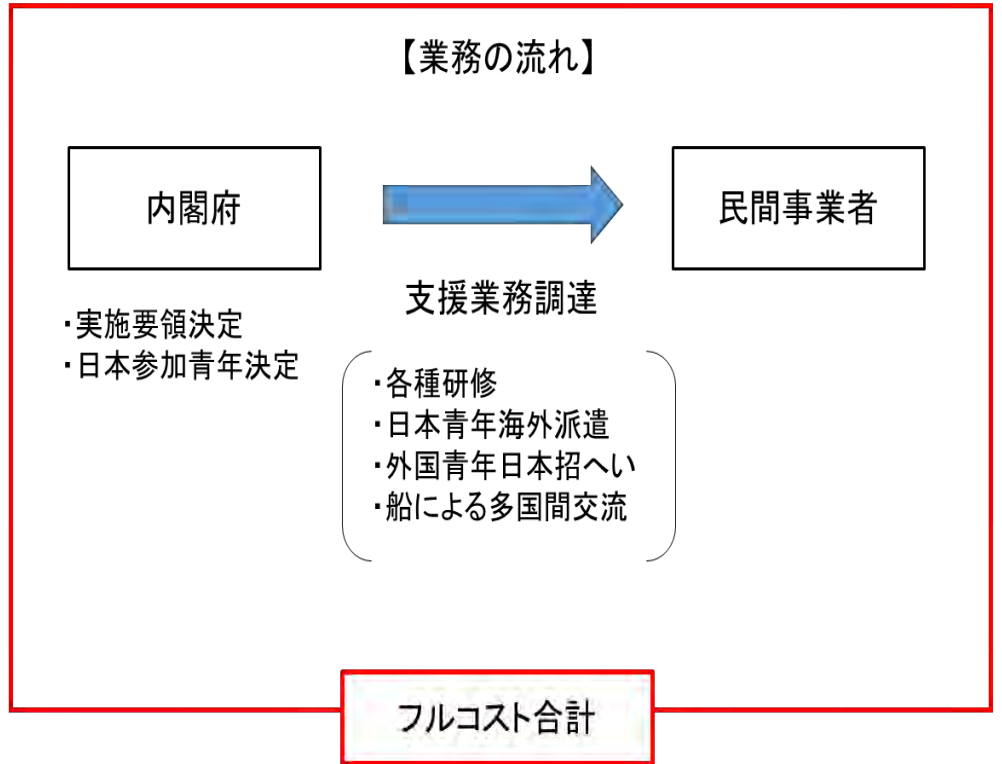 【業務の流れ】
内閣府
民間事業者
支援業務調達
・実施要領決定
・日本参加青年決定
・各種研修
・日本青年海外派遣
・外国青年日本招へい
・船による多国間交流
フルコスト合計